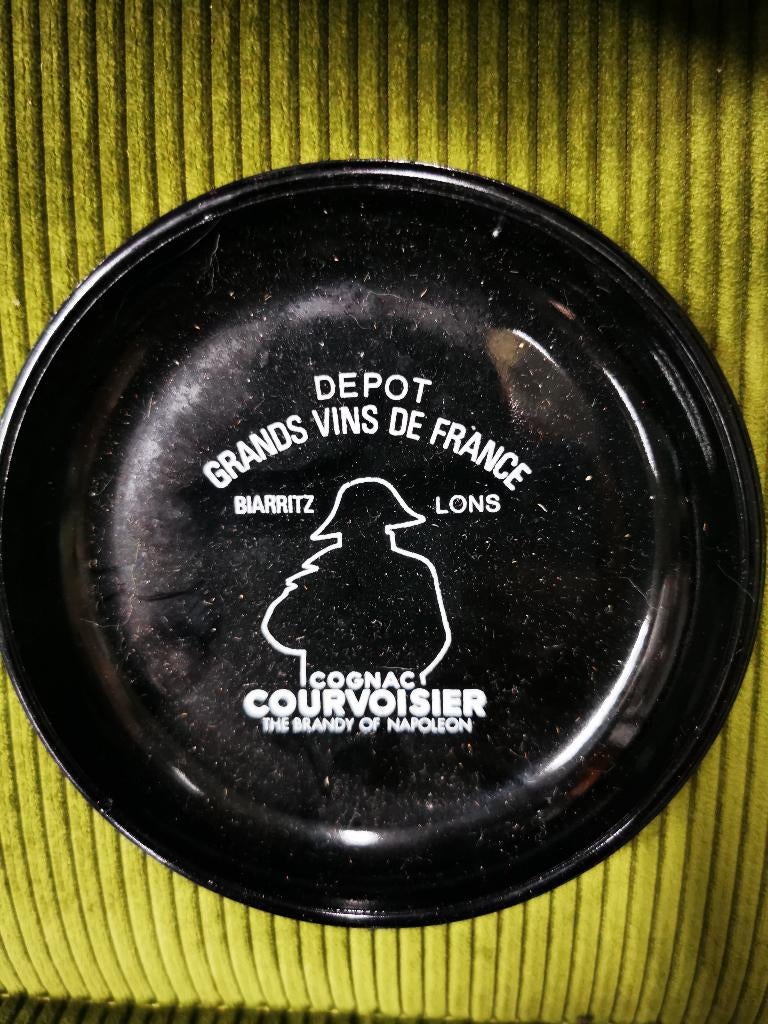 DEPOT
GRANDS VINS DE FRANCE
BIARRITZ LONS
COGNAC
COURVOISIER
THE BRANDY OF NAPOLEON